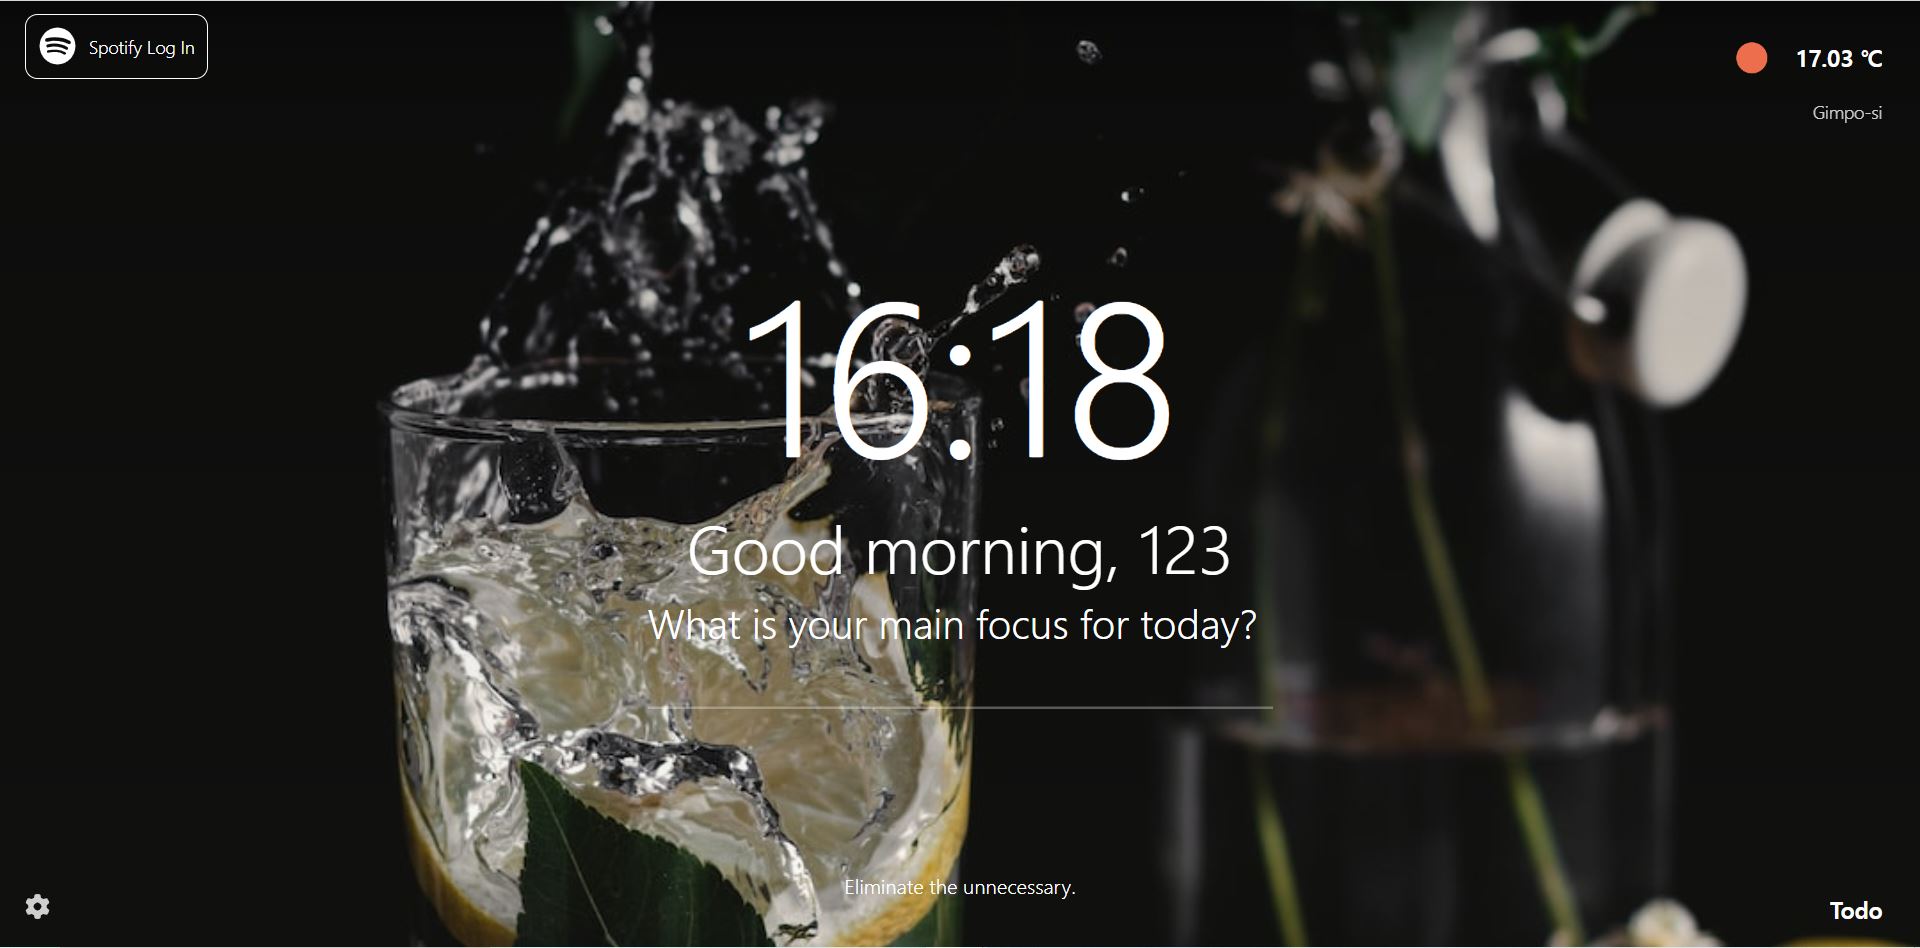 Spotify Log In
17.03 ℃
Gimpo-si
16:18
Good morning, 123
What is your main focus for today?
Eliminate the unnecessary.
Todo